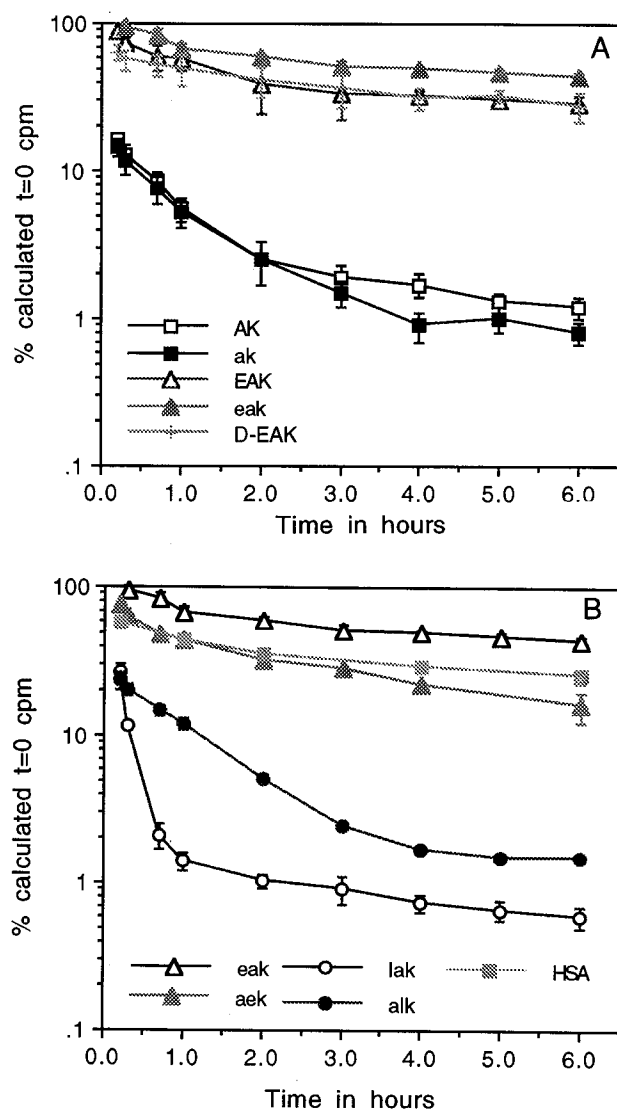 A
% calculated t=0 cpm
100
10
1
.1
AK
ak
EAK
eak
D-EAK
0.0 1.0 2.0 3.0 4.0 5.0 6.0
Time in hours
B
% calculated t=0 cpm
100
10
1
.1
eak lak HSA
aek alk
0.0 1.0 2.0 3.0 4.0 5.0 6.0
Time in hours